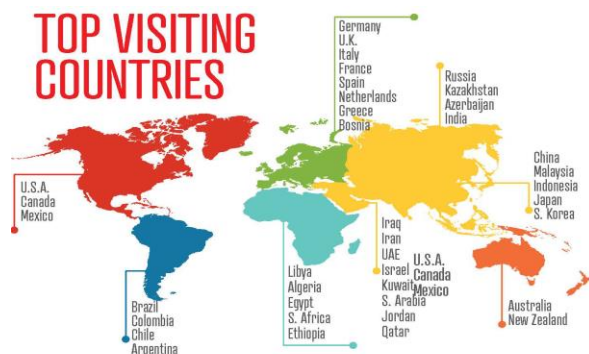 TOP VISITING
COUNTRIES
Germany
U.K.
Italy
France
Spain
Netherlands
Greece
Bosnia
Russia
Kazakhstan
Azerbaijan
India
U.S.A.
Canada
Mexico
China
Malaysia
Indonesia
Japan
S. Korea
Brazil
Colombia
Chile
Argentina
Libya
Algeria
Egypt
S. Africa
Ethiopia
Iraq
Iran
UAE
Israel
Kuwait
S. Arabia
Jordan
Qatar
U.S.A.
Canada
Mexico
Australia
New Zealand